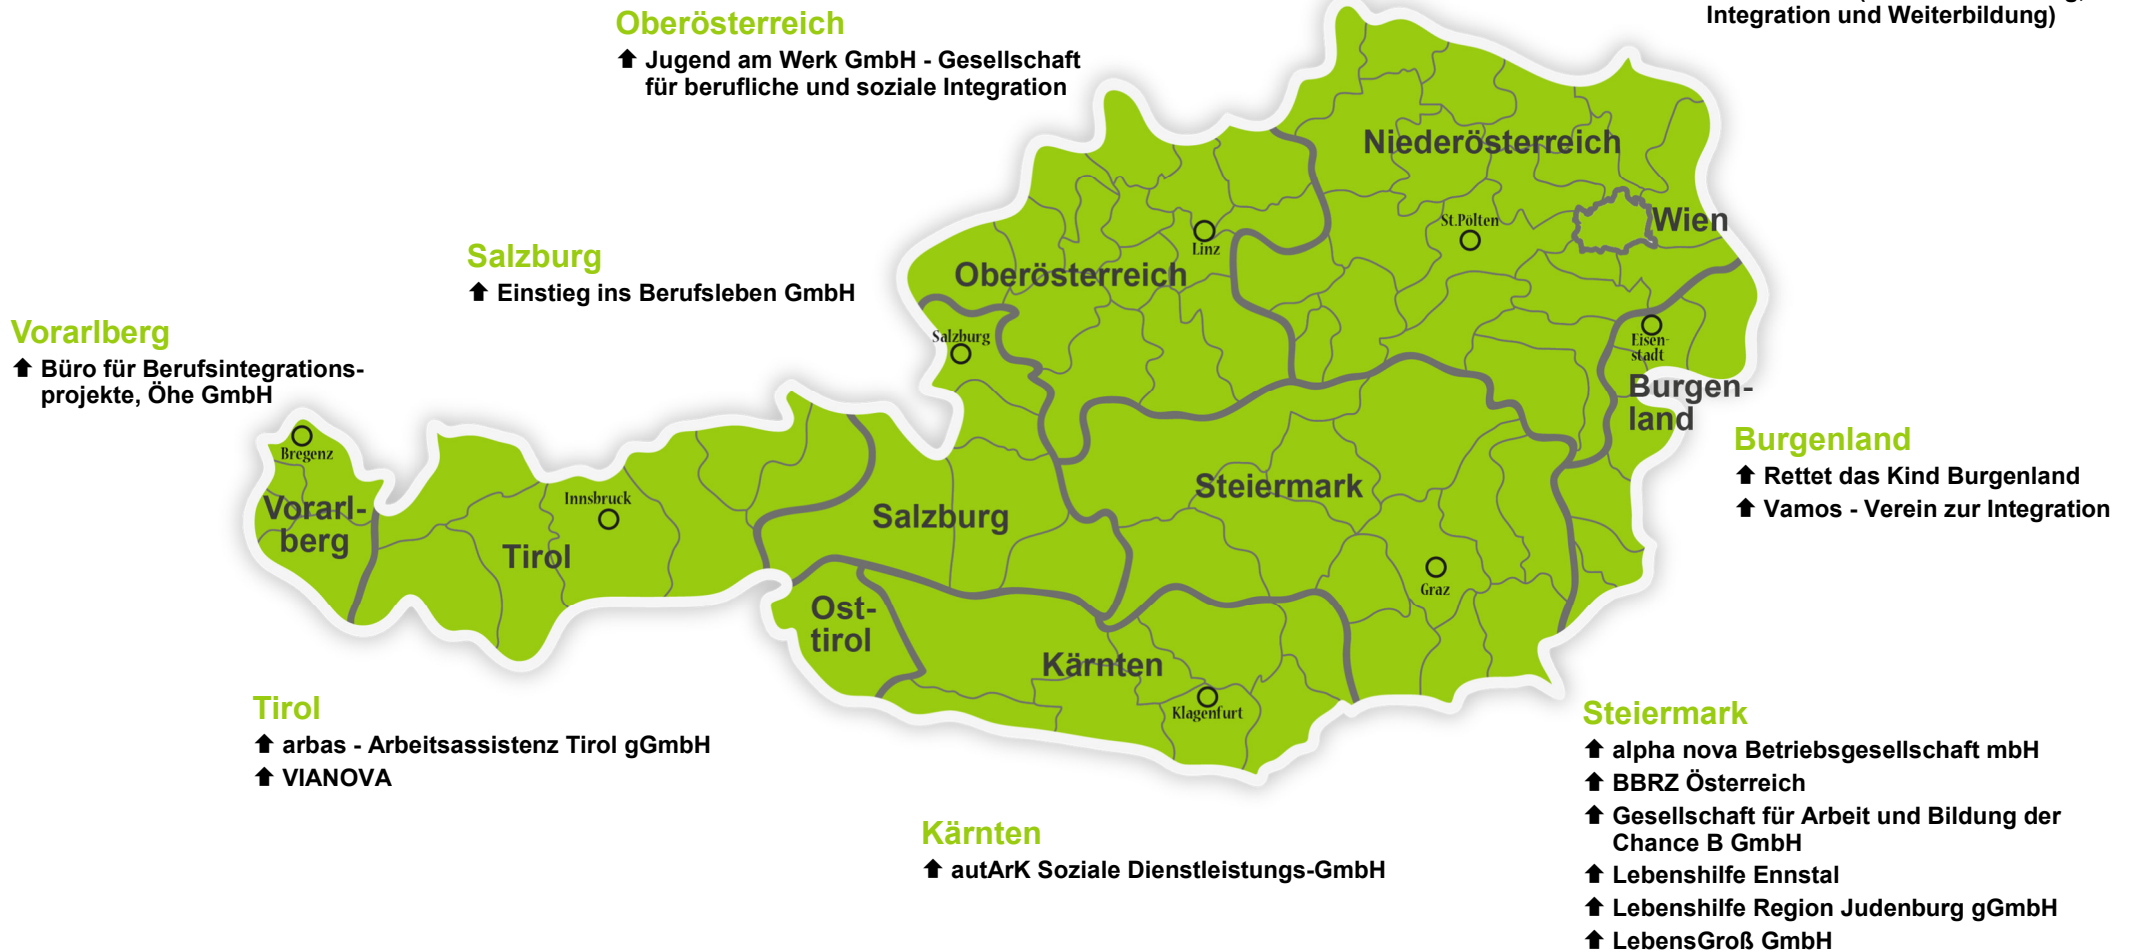 Integration und Weiterbildung)
Oberösterreich
Jugend am Werk GmbH - Gesellschaft
für berufliche und soziale Integration
Salzburg
Einstieg ins Berufsleben GmbH
Vorarlberg
Büro für Berufsintegrations-
projekte, Öhe GmbH
Niederösterreich
St.Pölten
Wien
Linz
Oberösterreich
Salzburg
Eisen-
stadt
Burgen-
land
Bregenz
Vorarl-
berg
Innsbruck
Tirol
Salzburg
Steiermark
Graz
Ost-
tirol
Kärnten
Klagenfurt
Burgenland
Rettet das Kind Burgenland
Vamos - Verein zur Integration
Tirol
arbas - Arbeitsassistenz Tirol gGmbH
VIANOVA
Kärnten
autArK Soziale Dienstleistungs-GmbH
Steiermark
alpha nova Betriebsgesellschaft mbH
BBRZ Österreich
Gesellschaft für Arbeit und Bildung der
Chance B GmbH
Lebenshilfe Ennstal
Lebenshilfe Region Judenburg gGmbH
LebensGroß GmbH